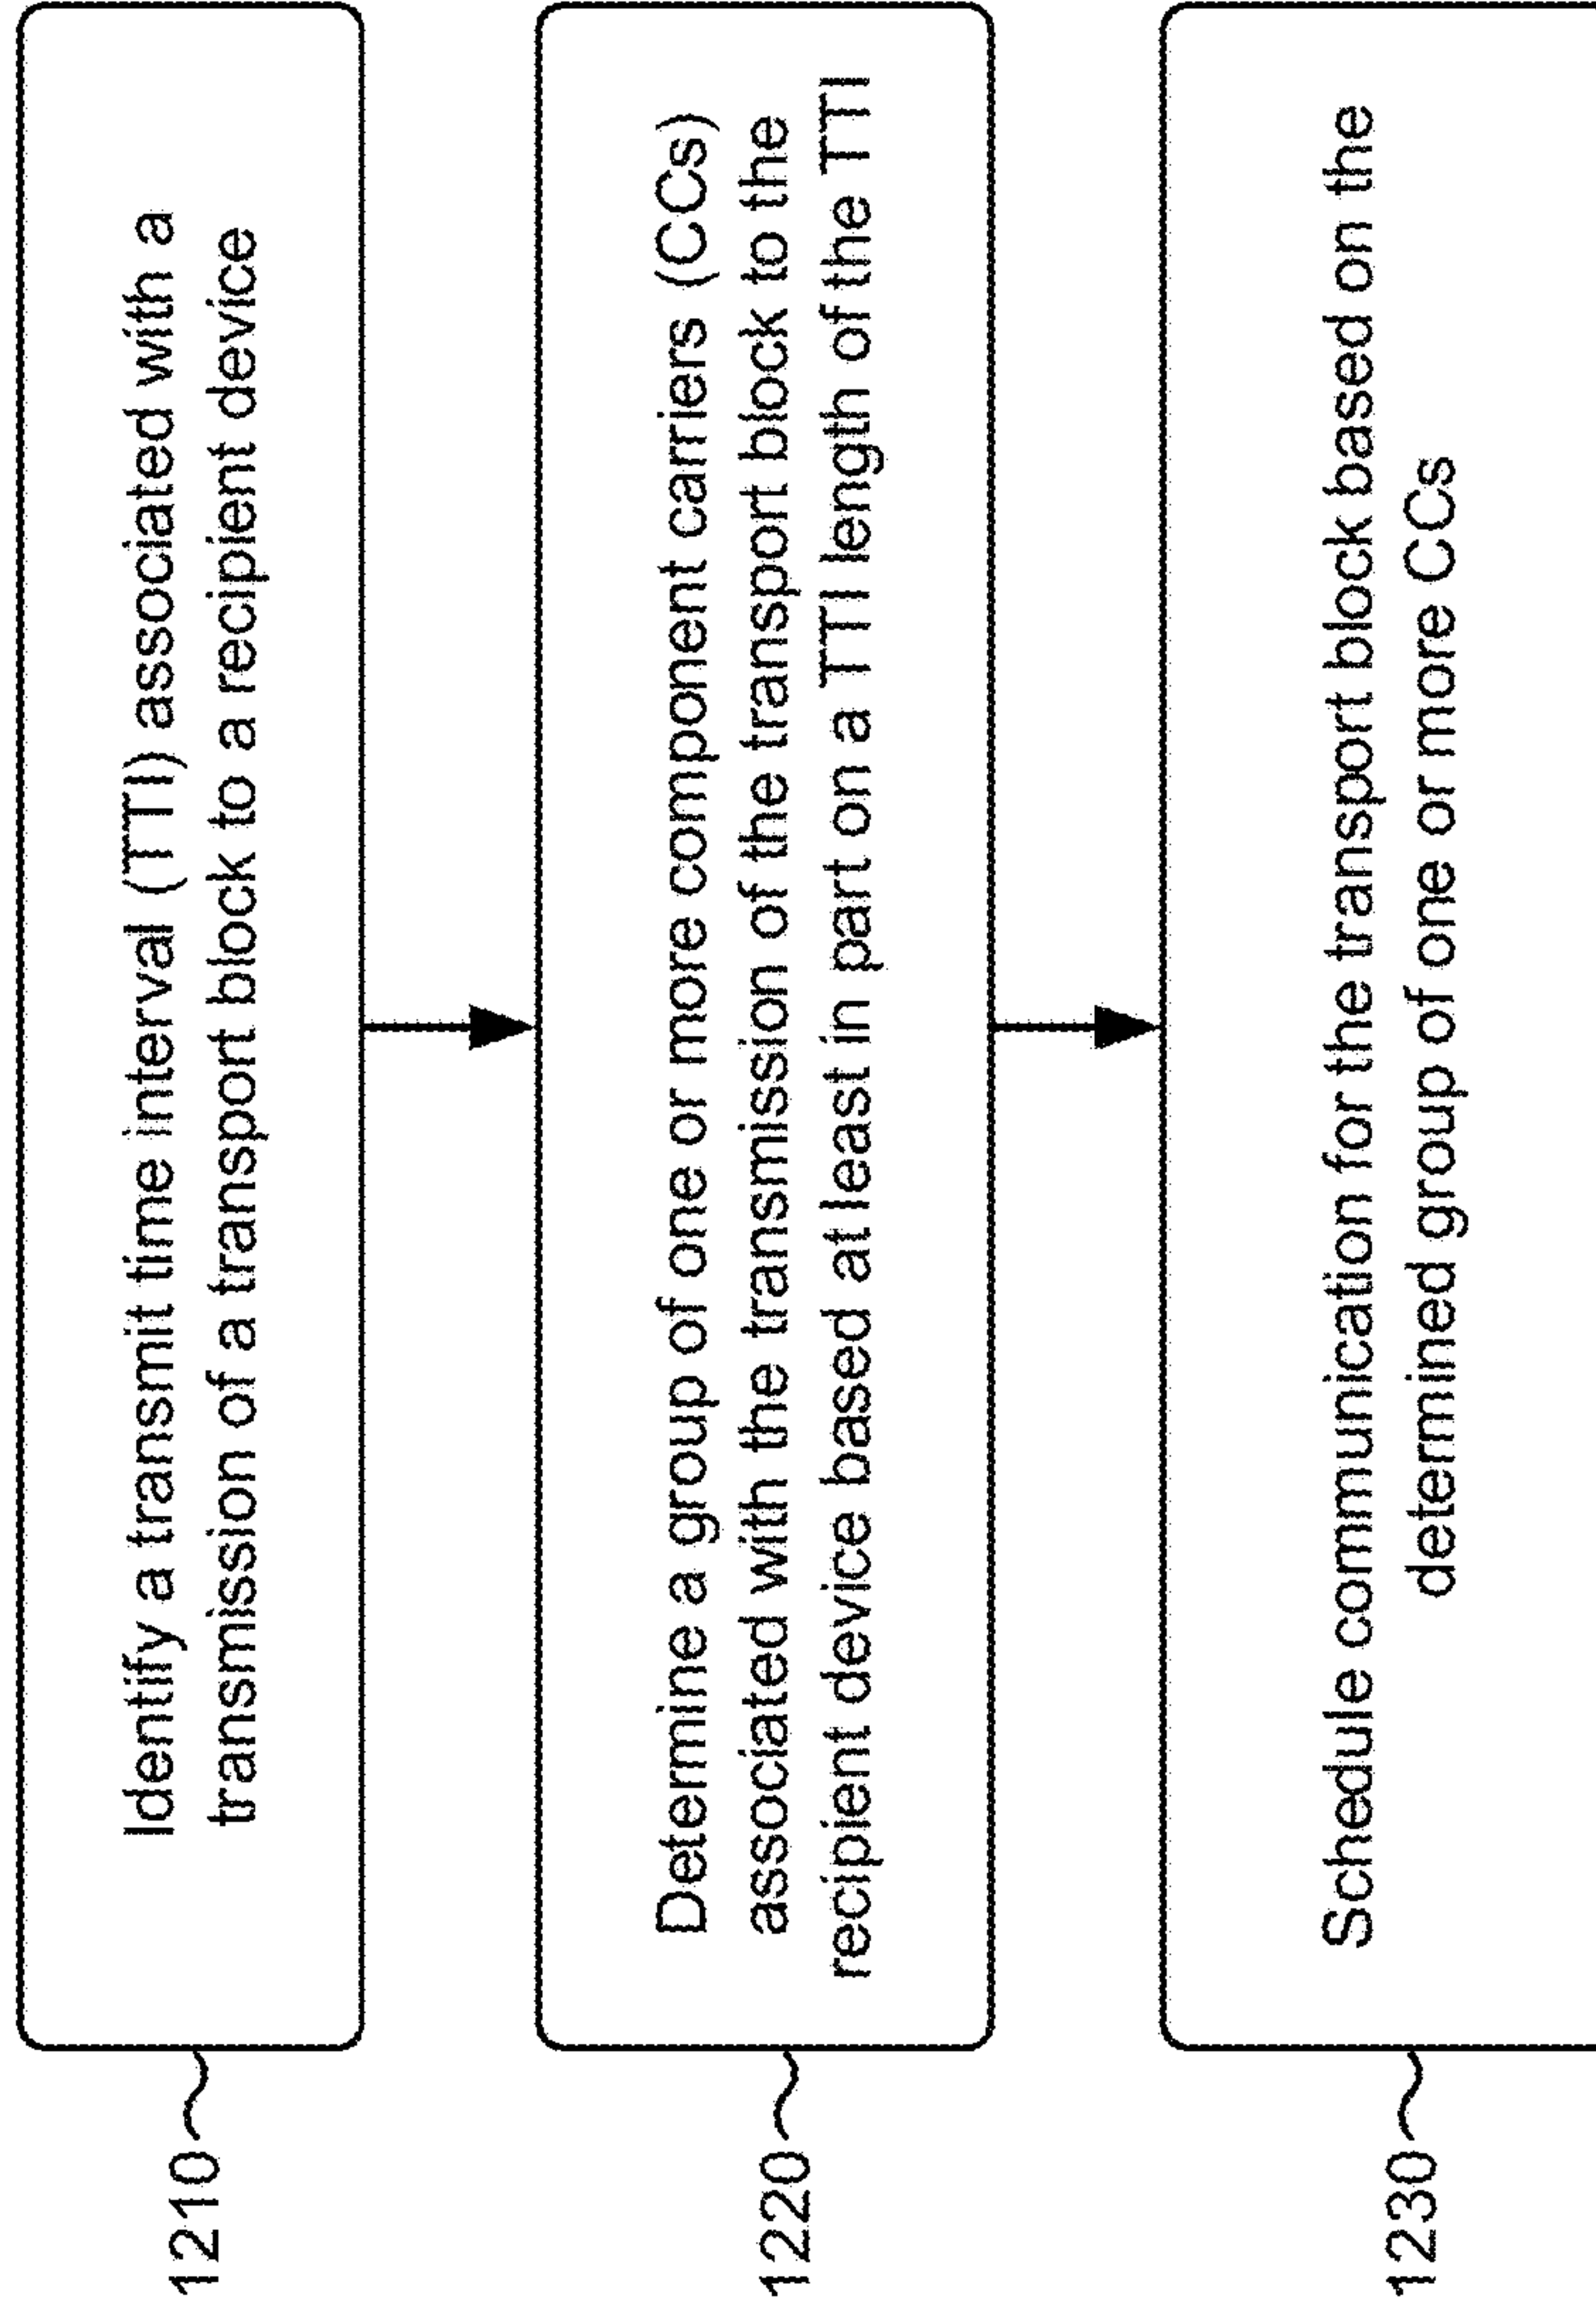 1210
Identify a transmit time interval (TTI) associated with a
transmission of a transport block to a recipient device
1220
Determine a group of one or more component carriers (CCs)
associated with the transmission of the transport block to the
recipient device based at least in part on a TTI length of the TTI
1230
Schedule communication for the transport block based on the
determined group of one or more CCs